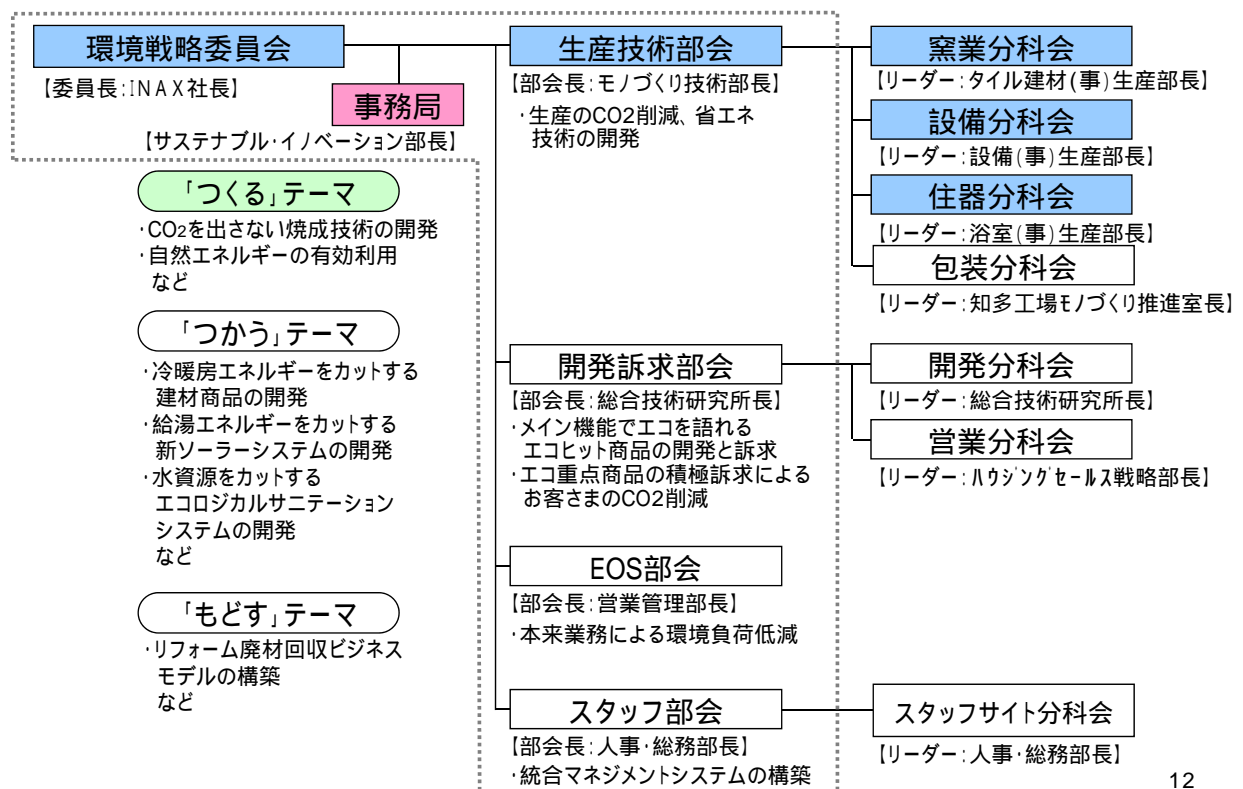 環境戦略委員会
【委員長:INAX社長】
事務局
【サステナブル・イノベーション部長】
「つくる」テーマ
・CO2を出さない焼成技術の開発
・自然エネルギーの有効利用
など
「つかう」テーマ
・冷暖房エネルギーをカットする
建材商品の開発
・給湯エネルギーをカットする
新ソーラーシステムの開発
・水資源をカットする
エコロジカルサニテーション
システムの開発
など
「もどす」テーマ
・リフォーム廃材回収ビジネス
モデルの構築
など
生産技術部会
【部会長:モノづくり技術部長】
・生産のCO2削減、省エネ
技術の開発
開発訴求部会
【部会長:総合技術研究所長】
・メイン機能でエコを語れる
エコヒット商品の開発と訴求
・エコ重点商品の積極訴求による
お客さまのCO2削減
EOS部会
【部会長:営業管理部長】
・本来業務による環境負荷低減
スタッフ部会
【部会長:人事・総務部長】
・統合マネジメントシステムの構築
窯業分科会
【リーダー:タイル建材(事)生産部長】
設備分科会
【リーダー:設備(事)生産部長】
住器分科会
【リーダー:浴室(事)生産部長】
包装分科会
【リーダー:知多工場モノづくり推進室長】
開発分科会
【リーダー:総合技術研究所長】
営業分科会
【リーダー:ハウジングセールス戦略部長】
スタッフサイト分科会
【リーダー:人事・総務部長】
12